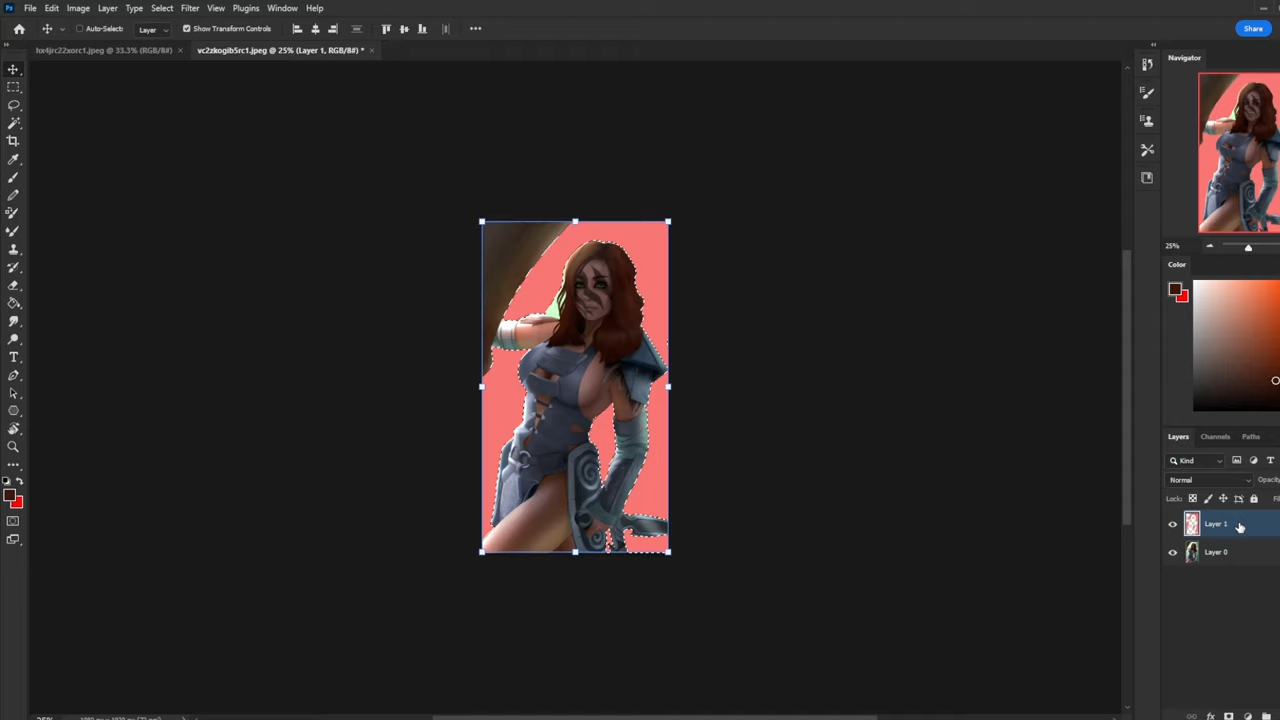 Ps File Edit Image Layer Type Select Filter View Plugins Window Help
Auto-Select: Layer Show Transform Controls Share
hx4jrc22xorc1.jpeg @ 33.3% (RGB/8#) × vc2zkogib5rc1.jpeg @ 25% (Layer 1, RGB/8#) * ×
Navigator
25%
Color
Layers Channels Paths
Kind
Normal Opacity
Lock:
Layer 1
Layer 0